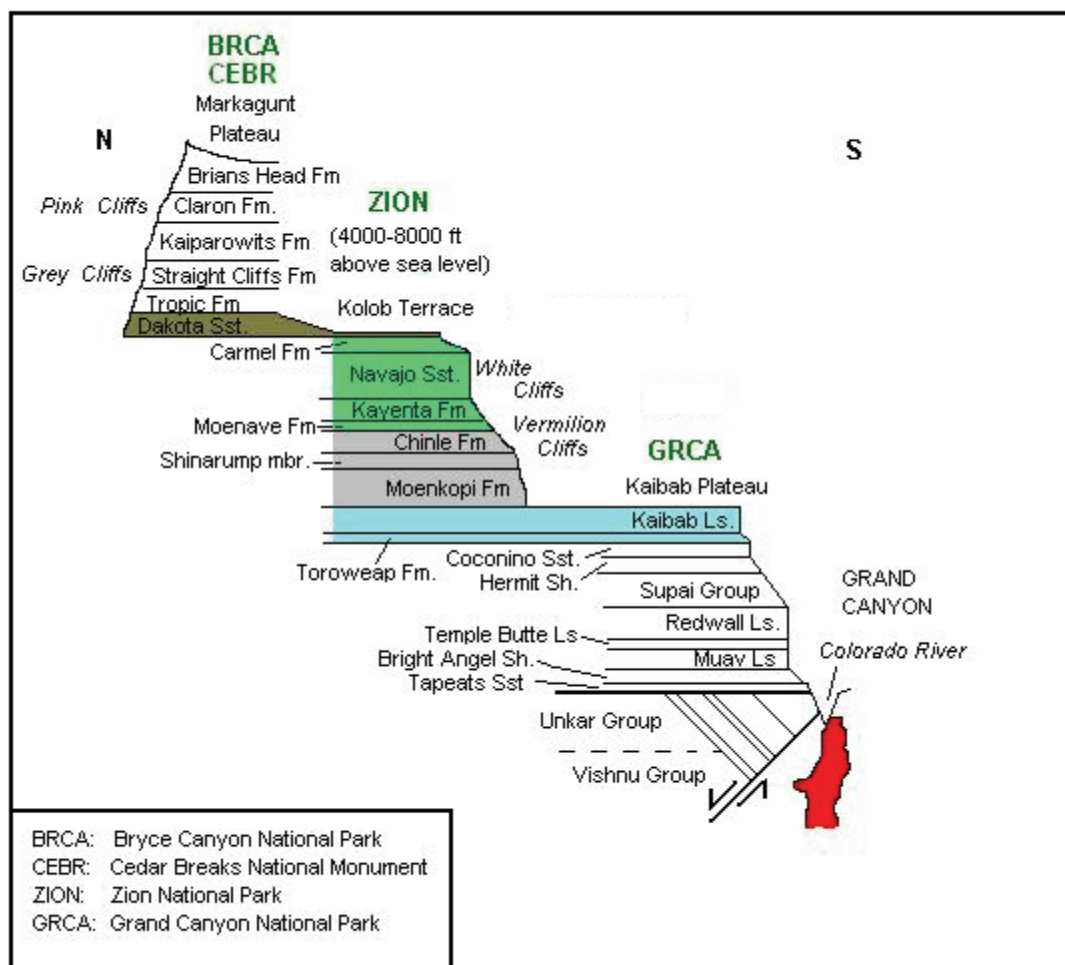 BRCA
CEBR
Markagunt
Plateau
N
S
Brians Head Fm
Pink Cliffs
Claron Fm.
Kaiparowits Fm
Grey Cliffs
Straight Cliffs Fm
Tropic Fm
Dakota Sst.
ZION
(4000-8000 ft
above sea level)
Kolob Terrace
Carmel Fm
Navajo Sst.
White
Cliffs
Kayenta Fm
Moenave Fm
Vermilion
Cliffs
Chinle Fm
Shinarump mbr.
Moenkopi Fm
GRCA
Kaibab Plateau
Kaibab Ls.
Toroweap Fm.
Coconino Sst.
Hermit Sh.
Supai Group
GRAND
CANYON
Redwall Ls.
Temple Butte Ls
Muav Ls
Colorado River
Bright Angel Sh.
Tapeats Sst
Unkar Group
Vishnu Group
BRCA: Bryce Canyon National Park
CEBR: Cedar Breaks National Monument
ZION: Zion National Park
GRCA: Grand Canyon National Park